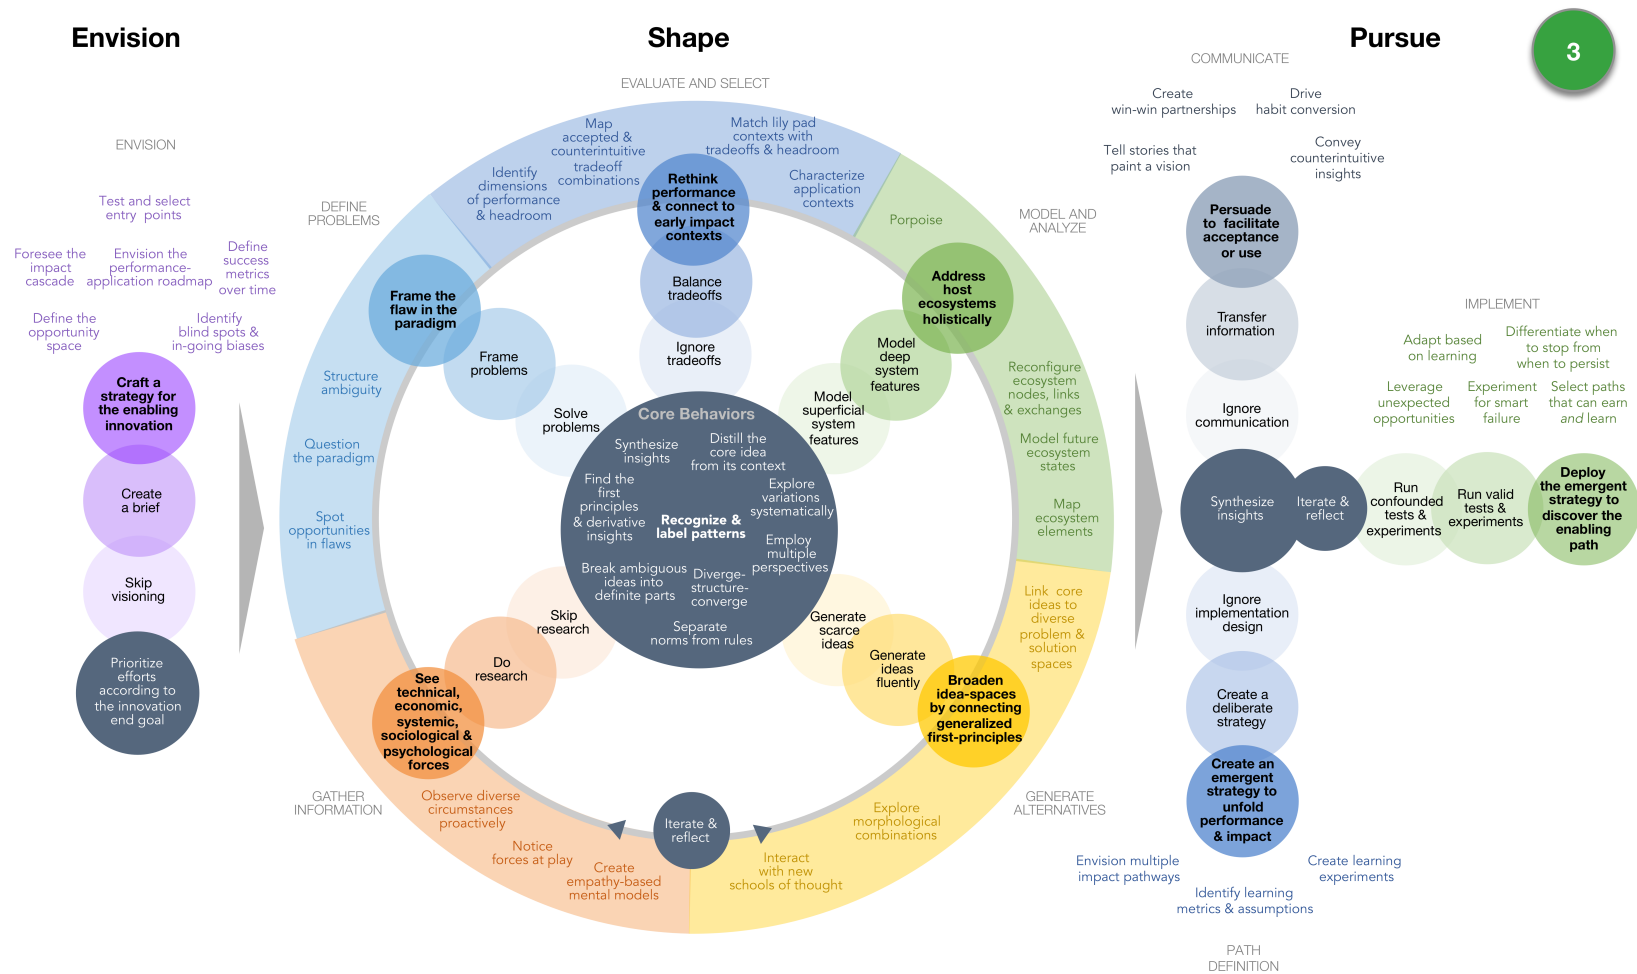 Envision
Shape
Pursue
3
ENVISION
Test and select
entry points
Foresee the
impact
cascade
Envision the
performance-
application roadmap
Define
success
metrics
over time
Define the
opportunity
space
Identify
blind spots &
in-going biases
Craft a
strategy for
the enabling
innovation
Create
a brief
Skip
visioning
Prioritize
efforts
according to
the innovation
end goal
EVALUATE AND SELECT
Identify
dimensions
of performance
& headroom
Map
accepted &
counterintuitive
tradeoff
combinations
Match lily pad
contexts with
tradeoffs & headroom
Characterize
application
contexts
Rethink
performance
& connect to
early impact
contexts
Balance
tradeoffs
Ignore
tradeoffs
DEFINE
PROBLEMS
Frame the
flaw in the
paradigm
Frame
problems
Solve
problems
Structure
ambiguity
Question
the paradigm
Spot
opportunities
in flaws
MODEL AND
ANALYZE
Porpoise
Address
host
ecosystems
holistically
Model
deep
system
features
Model
superficial
system
features
Reconfigure
ecosystem
nodes, links
& exchanges
Model future
ecosystem
states
Map
ecosystem
elements
Core Behaviors
Synthesize
insights
Distill the
core idea
from its context
Find the
first
principles
& derivative
insights
Explore
variations
systematically
Recognize &
label patterns
Employ
multiple
perspectives
Break ambiguous
ideas into
definite parts
Diverge-
structure-
converge
Separate
norms from rules
Skip
research
Do
research
See
technical,
economic,
systemic,
sociological &
psychological
forces
GATHER
INFORMATION
Observe diverse
circumstances
proactively
Notice
forces at play
Create
empathy-based
mental models
Iterate &
reflect
Generate
scarce
ideas
Generate
ideas
fluently
Broaden
idea-spaces
by connecting
generalized
first-principles
Link core
ideas to
diverse
problem &
solution
spaces
GENERATE
ALTERNATIVES
Explore
morphological
combinations
Interact
with new
schools of thought
COMMUNICATE
Create
win-win partnerships
Drive
habit conversion
Tell stories that
paint a vision
Convey
counterintuitive
insights
Persuade
to facilitate
acceptance
or use
Transfer
information
Ignore
communication
Synthesize
insights
Iterate &
reflect
IMPLEMENT
Adapt based
on learning
Differentiate when
to stop from
when to persist
Leverage
unexpected
opportunities
Experiment
for smart
failure
Select paths
that can earn
and learn
Run
confounded
tests &
experiments
Run valid
tests &
experiments
Deploy
the emergent
strategy to
discover the
enabling
path
Ignore
implementation
design
Create a
deliberate
strategy
Create an
emergent
strategy to
unfold
performance
& impact
Envision multiple
impact pathways
Create learning
experiments
Identify learning
metrics & assumptions
PATH
DEFINITION